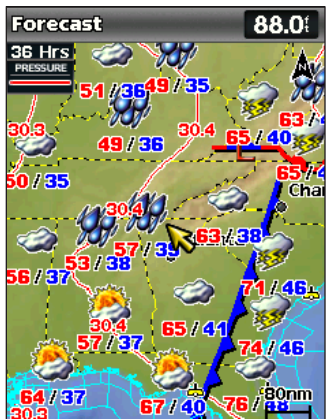 Forecast 88.0f
36 Hrs
PRESSURE
51 / 36 49 / 35
63 /
30.3
49 / 36
30.4
65 / 40
50 / 35
65 / 4
Char
30.4
63 / 38
57 / 39
53 / 38
56 / 37
71 / 46
30.4
65 / 41
57 / 37
74 / 46
64 / 37
67 / 40
76 /
80nm
30.3